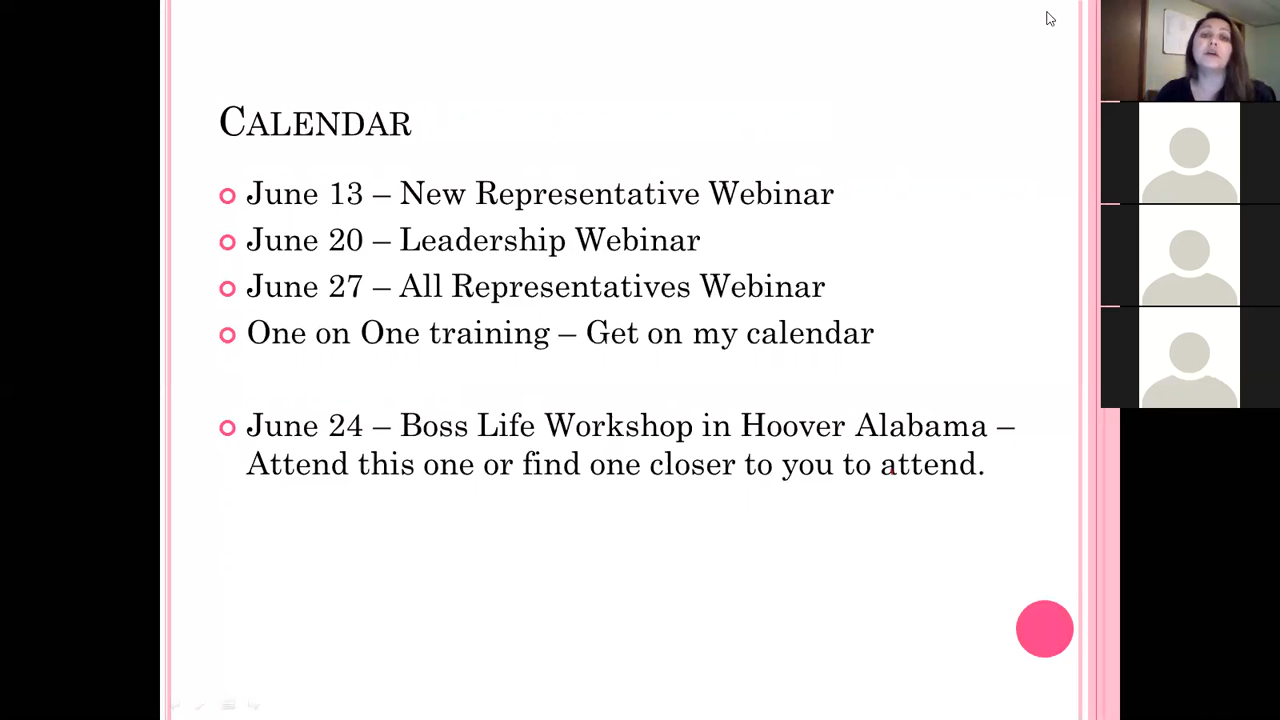 CALENDAR
June 13 – New Representative Webinar
June 20 – Leadership Webinar
June 27 – All Representatives Webinar
One on One training – Get on my calendar
June 24 – Boss Life Workshop in Hoover Alabama –
Attend this one or find one closer to you to attend.